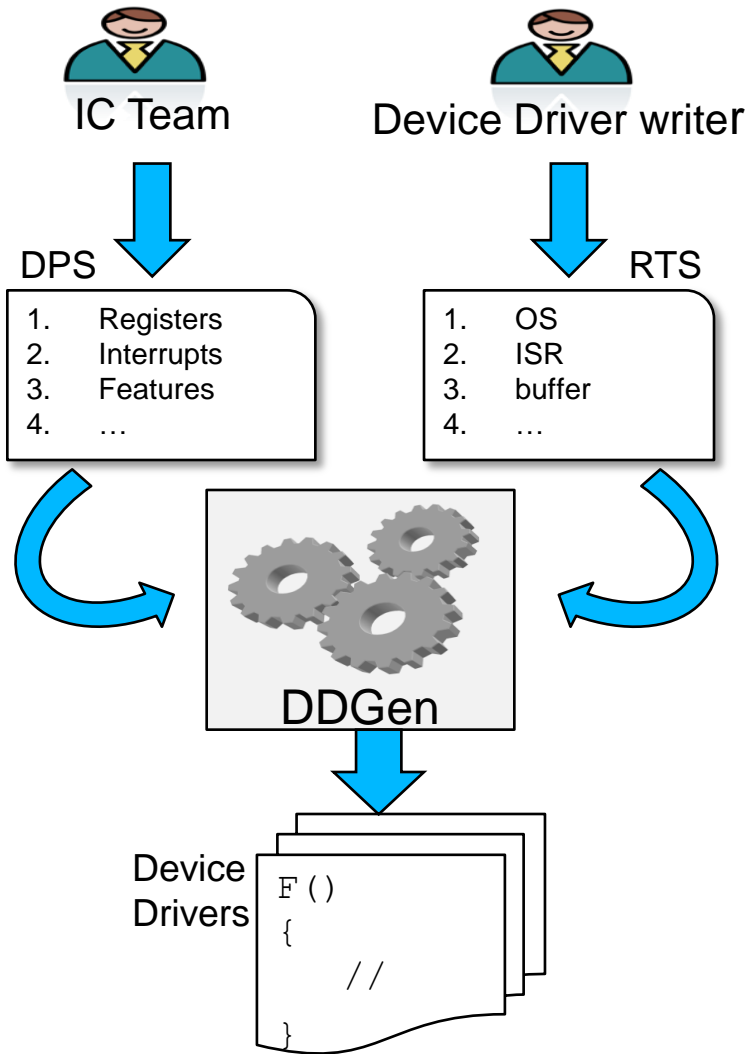 IC Team
Device Driver writer
DPS
1. Registers
2. Interrupts
3. Features
4. …
RTS
1. OS
2. ISR
3. buffer
4. …
DDGen
Device
Drivers
F()
{
//
}